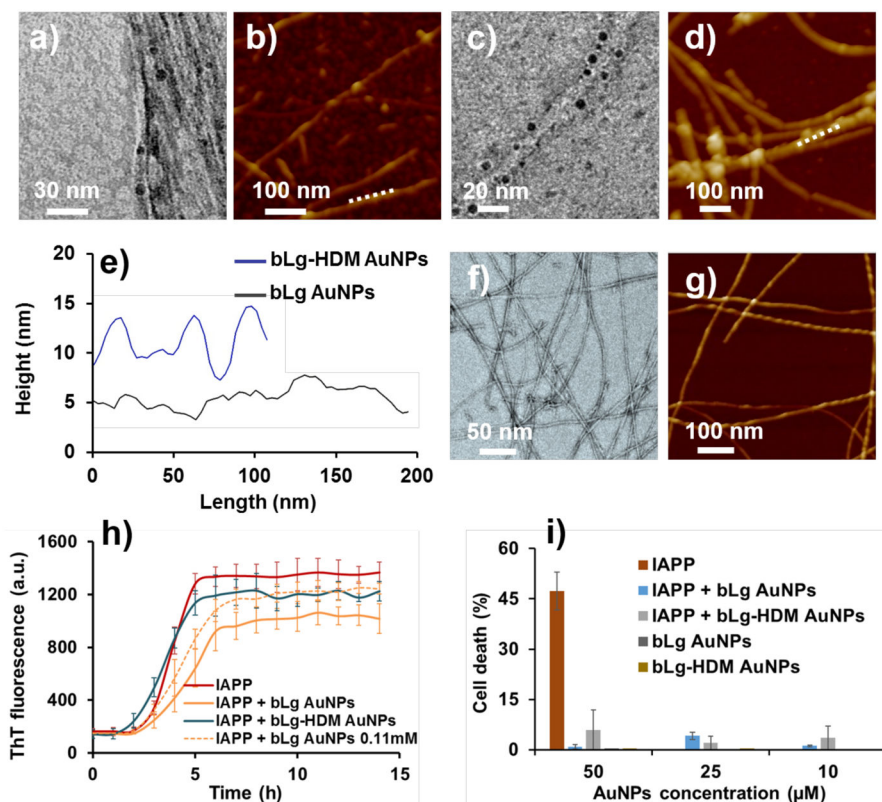 a)
30 nm
b)
100 nm
c)
20 nm
d)
100 nm
e)
bLg-HDM AuNPs
bLg AuNPs
Height (nm)
20
15
10
5
0
0 50 100 150 200
Length (nm)
f)
50 nm
g)
100 nm
h)
ThT fluorescence (a.u.)
1600
1200
800
400
0
IAPP
IAPP + bLg AuNPs
IAPP + bLg-HDM AuNPs
IAPP + bLg AuNPs 0.11mM
0 5 10 15
Time (h)
i)
Cell death (%)
60
45
30
15
0
IAPP
IAPP + bLg AuNPs
IAPP + bLg-HDM AuNPs
bLg AuNPs
bLg-HDM AuNPs
50 25 10
AuNPs concentration (µM)